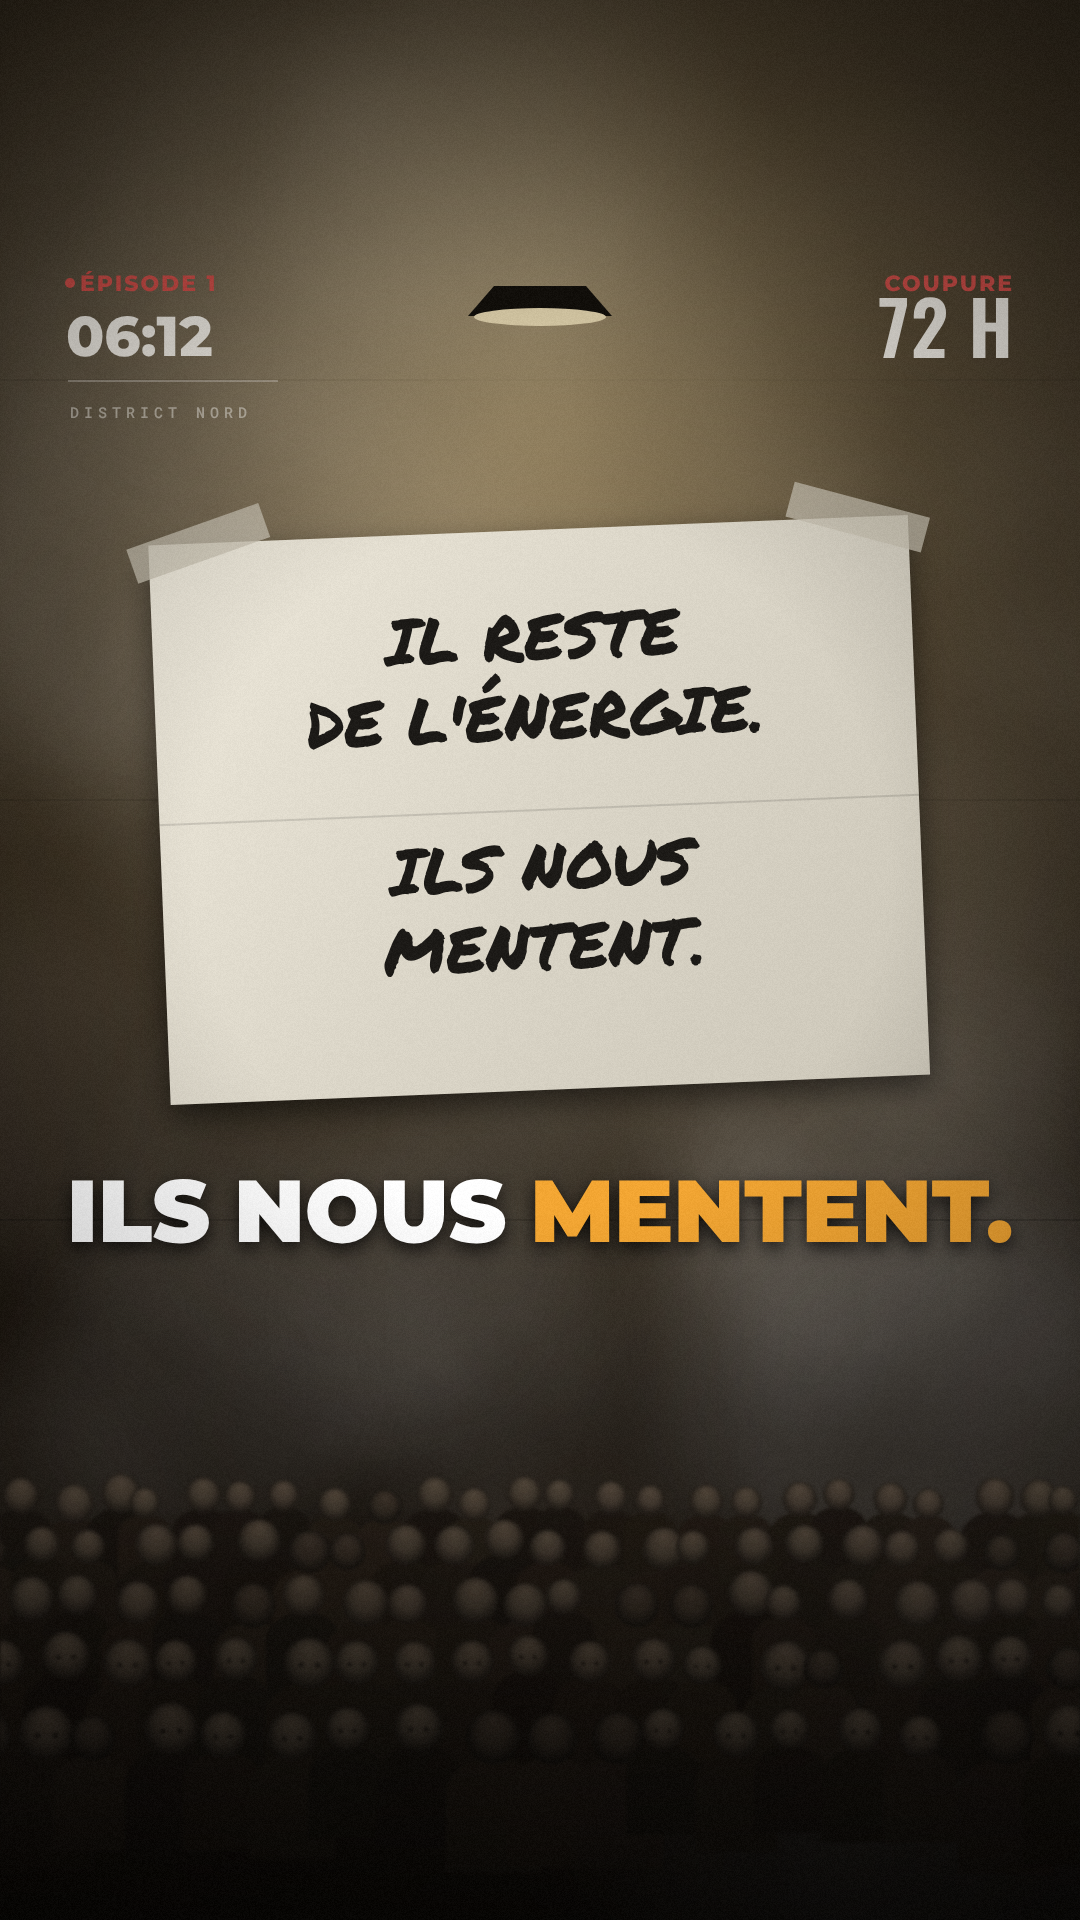 ÉPISODE 1
06:12
DISTRICT NORD
COUPURE
72 H
IL RESTE
DE L'ÉNERGIE.
ILS NOUS
MENTENT.
ILS NOUS MENTENT.